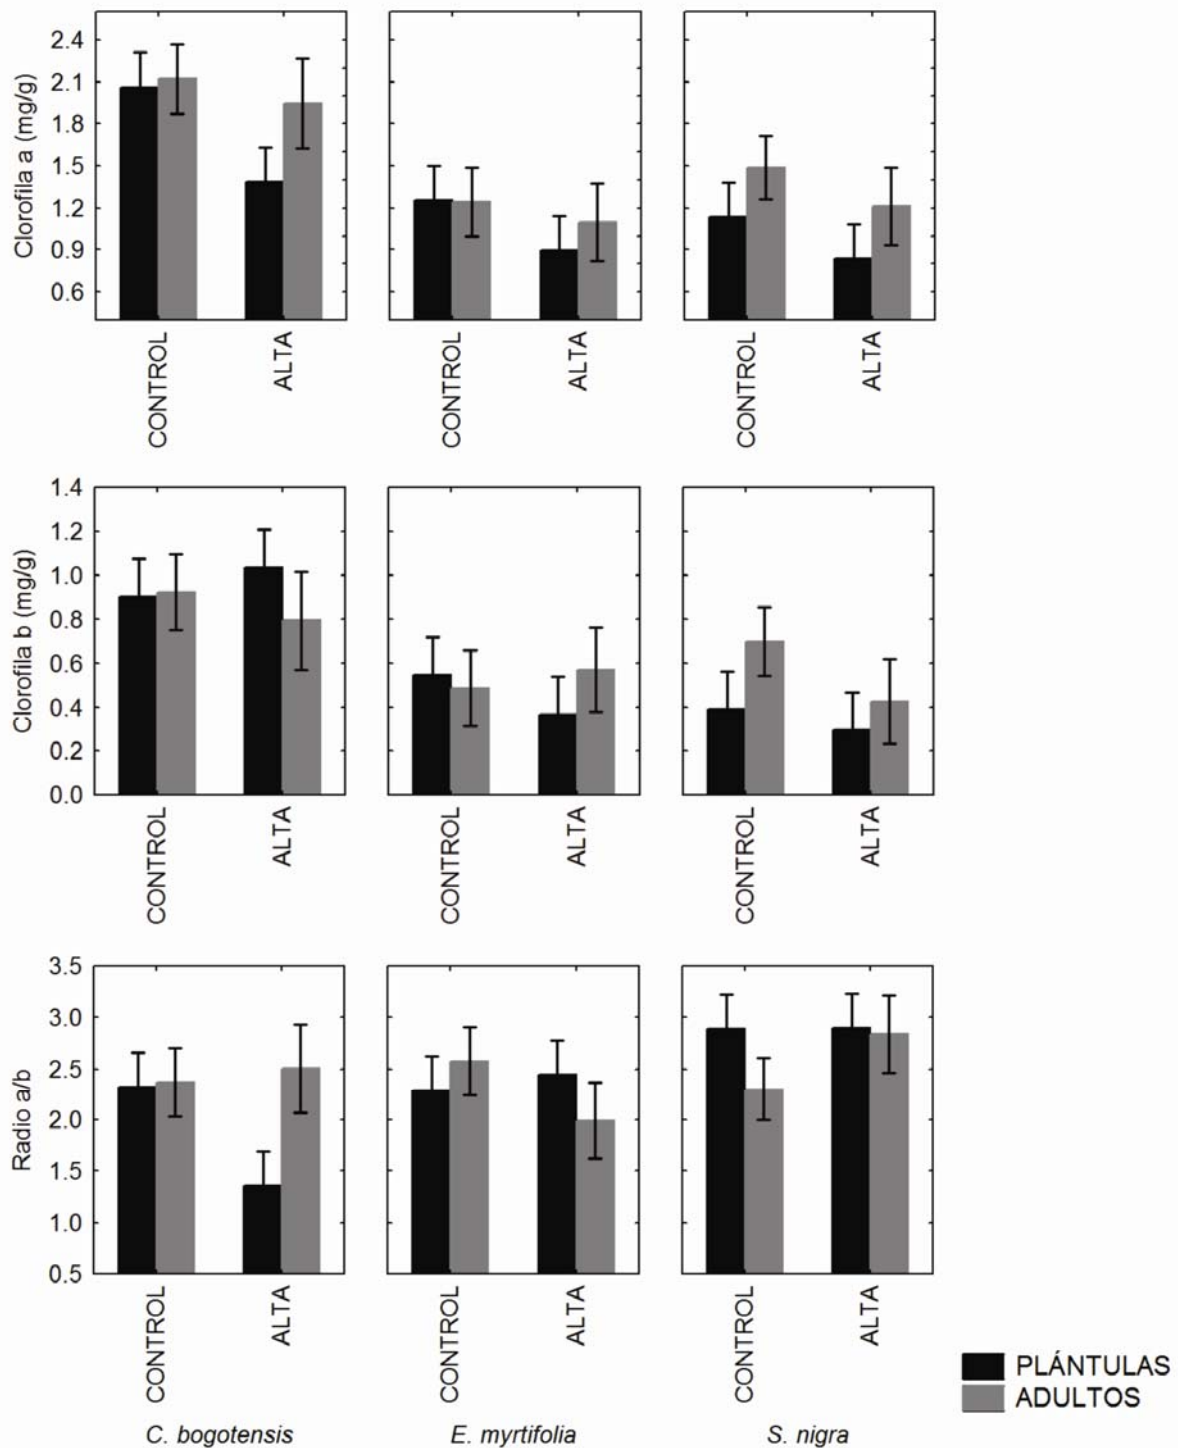 Clorofila a (mg/g)
2.4
2.1
1.8
1.5
1.2
0.9
0.6
CONTROL
ALTA
CONTROL
ALTA
CONTROL
ALTA
Clorofila b (mg/g)
1.4
1.2
1.0
0.8
0.6
0.4
0.2
0.0
CONTROL
ALTA
CONTROL
ALTA
CONTROL
ALTA
Radio a/b
3.5
3.0
2.5
2.0
1.5
1.0
0.5
CONTROL
ALTA
CONTROL
ALTA
CONTROL
ALTA
PLÁNTULAS
ADULTOS
C. bogotensis
E. myrtifolia
S. nigra